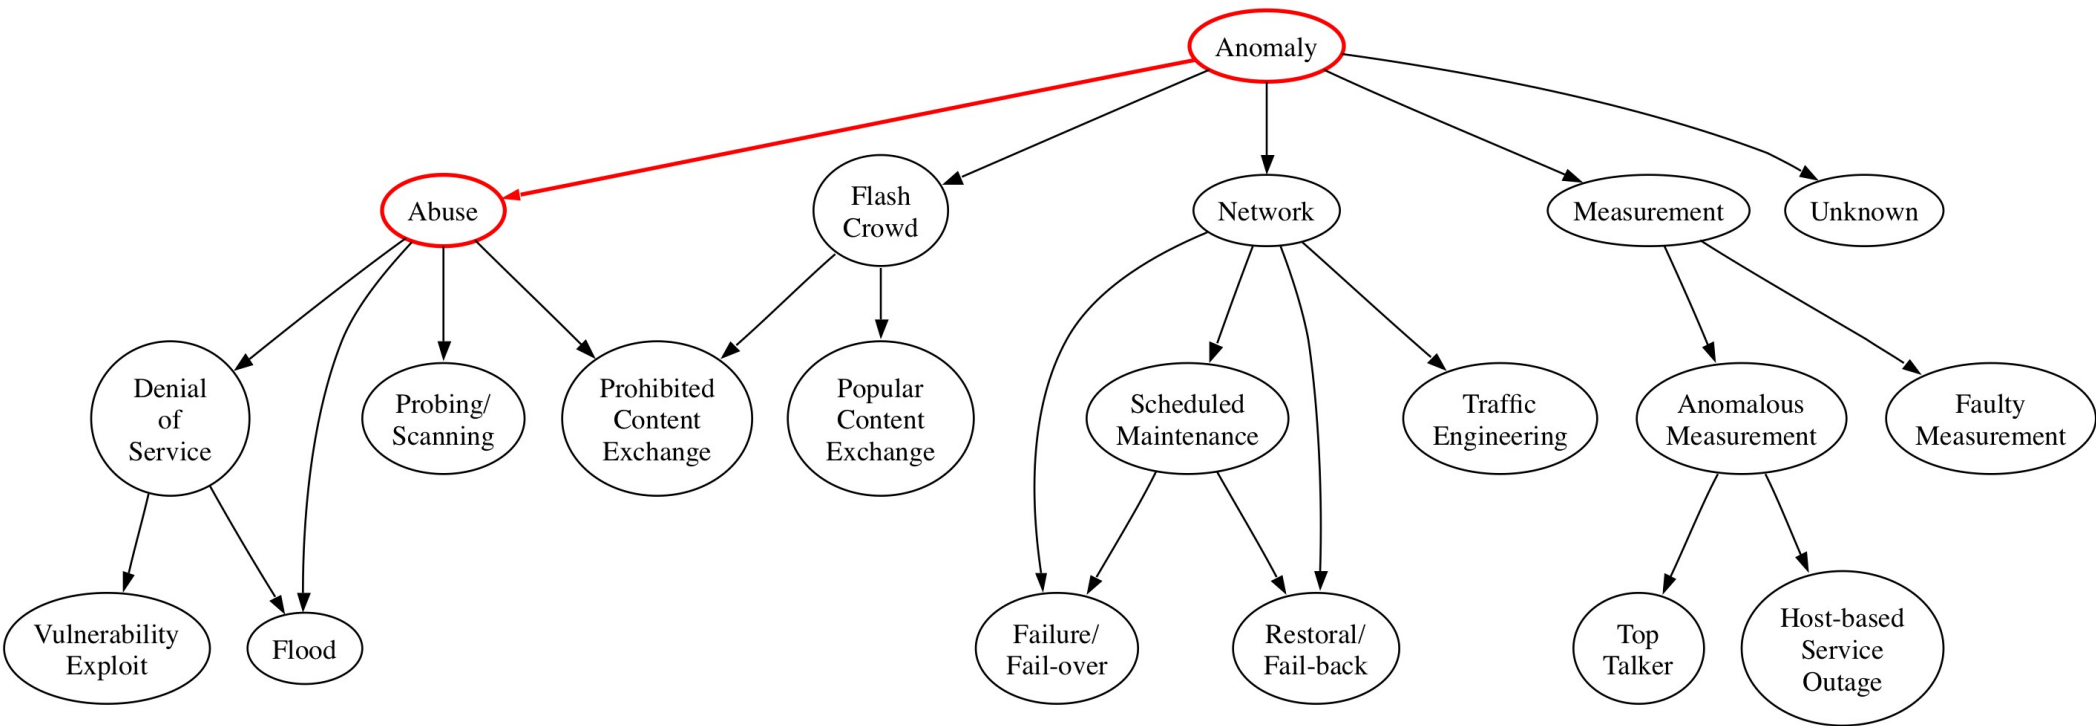 Anomaly
Abuse
Flash
Crowd
Network
Measurement
Unknown
Denial
of
Service
Probing/
Scanning
Prohibited
Content
Exchange
Popular
Content
Exchange
Scheduled
Maintenance
Traffic
Engineering
Anomalous
Measurement
Faulty
Measurement
Vulnerability
Exploit
Flood
Failure/
Fail-over
Restoral/
Fail-back
Top
Talker
Host-based
Service
Outage